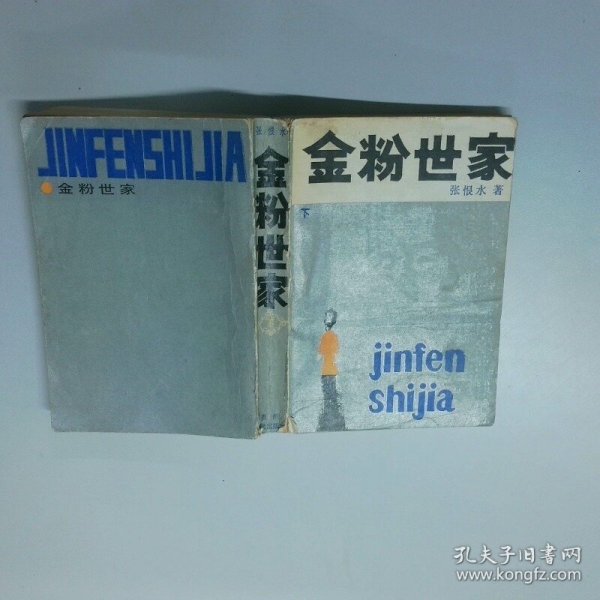 JINFENSHIJIA
金粉世家
张恨水
金粉世家
金粉世家
张恨水 著
下
jinfen
shijia
孔夫子旧书网
www.kongfz.com